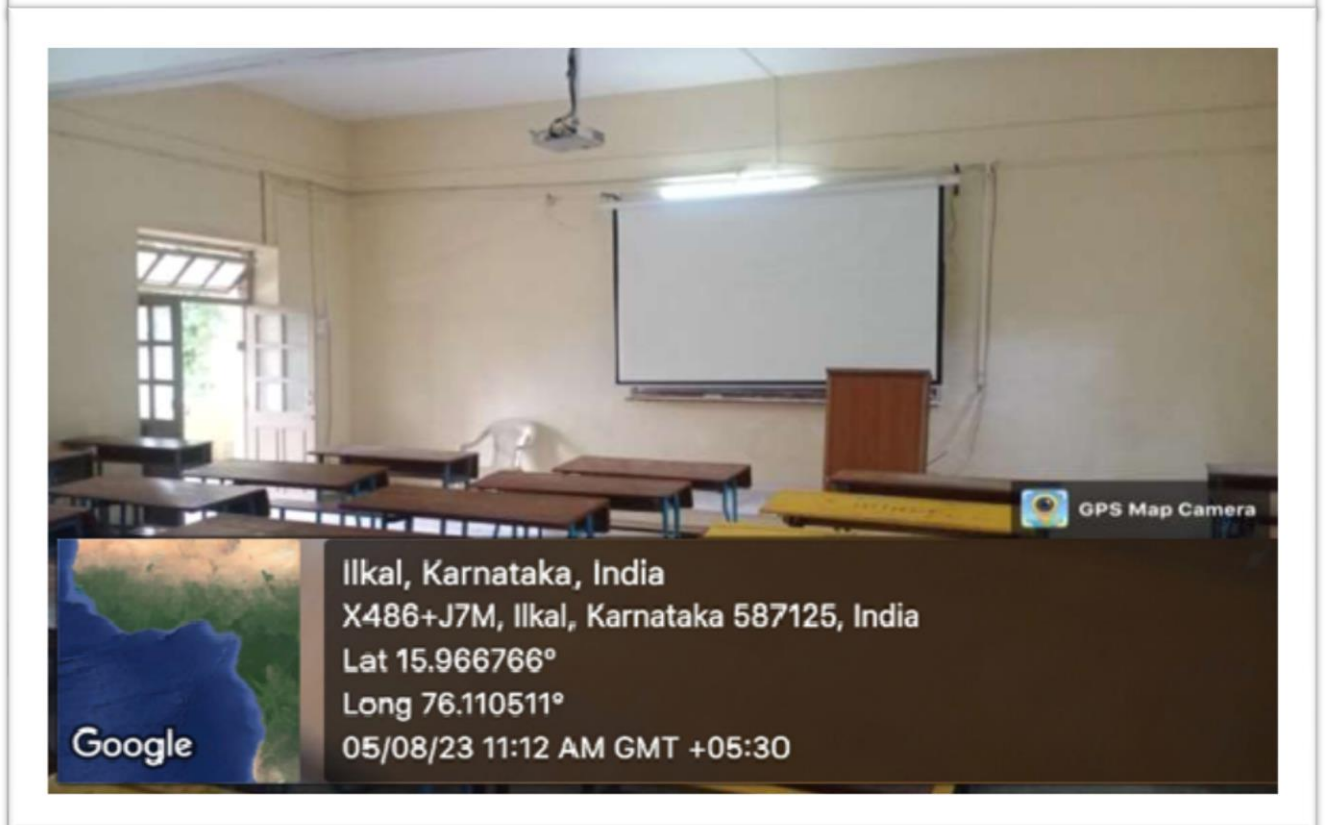 GPS Map Camera
Ilkal, Karnataka, India
X486+J7M, Ilkal, Karnataka 587125, India
Lat 15.966766°
Long 76.110511°
05/08/23 11:12 AM GMT +05:30
Google